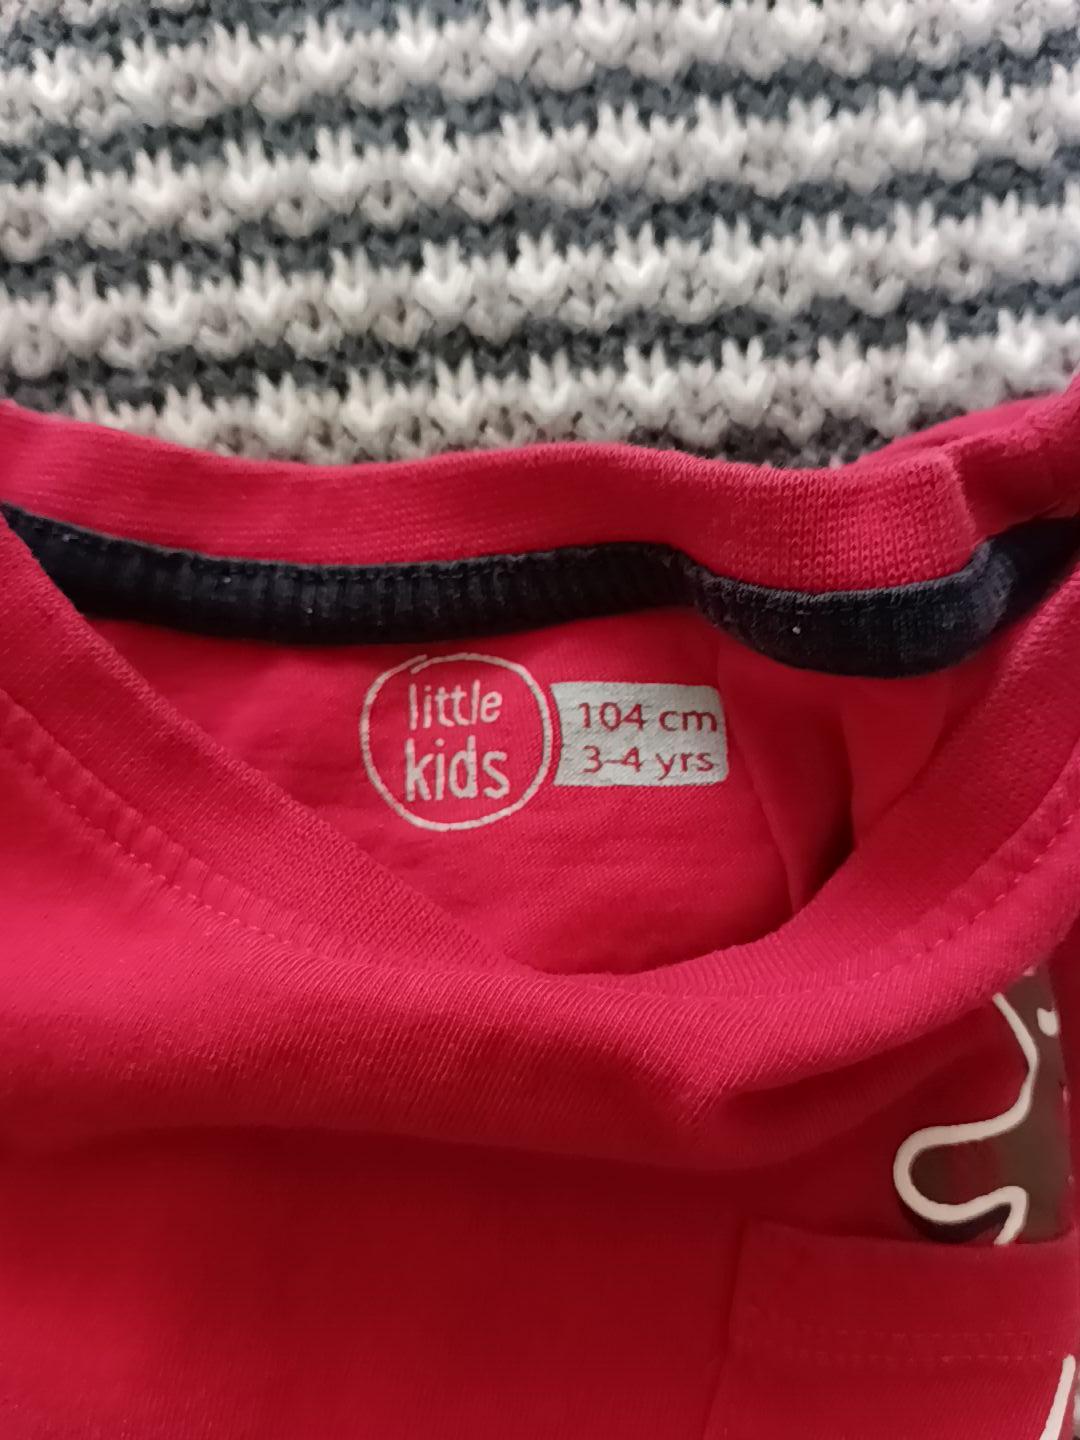 little
kids
104 cm
3-4 yrs